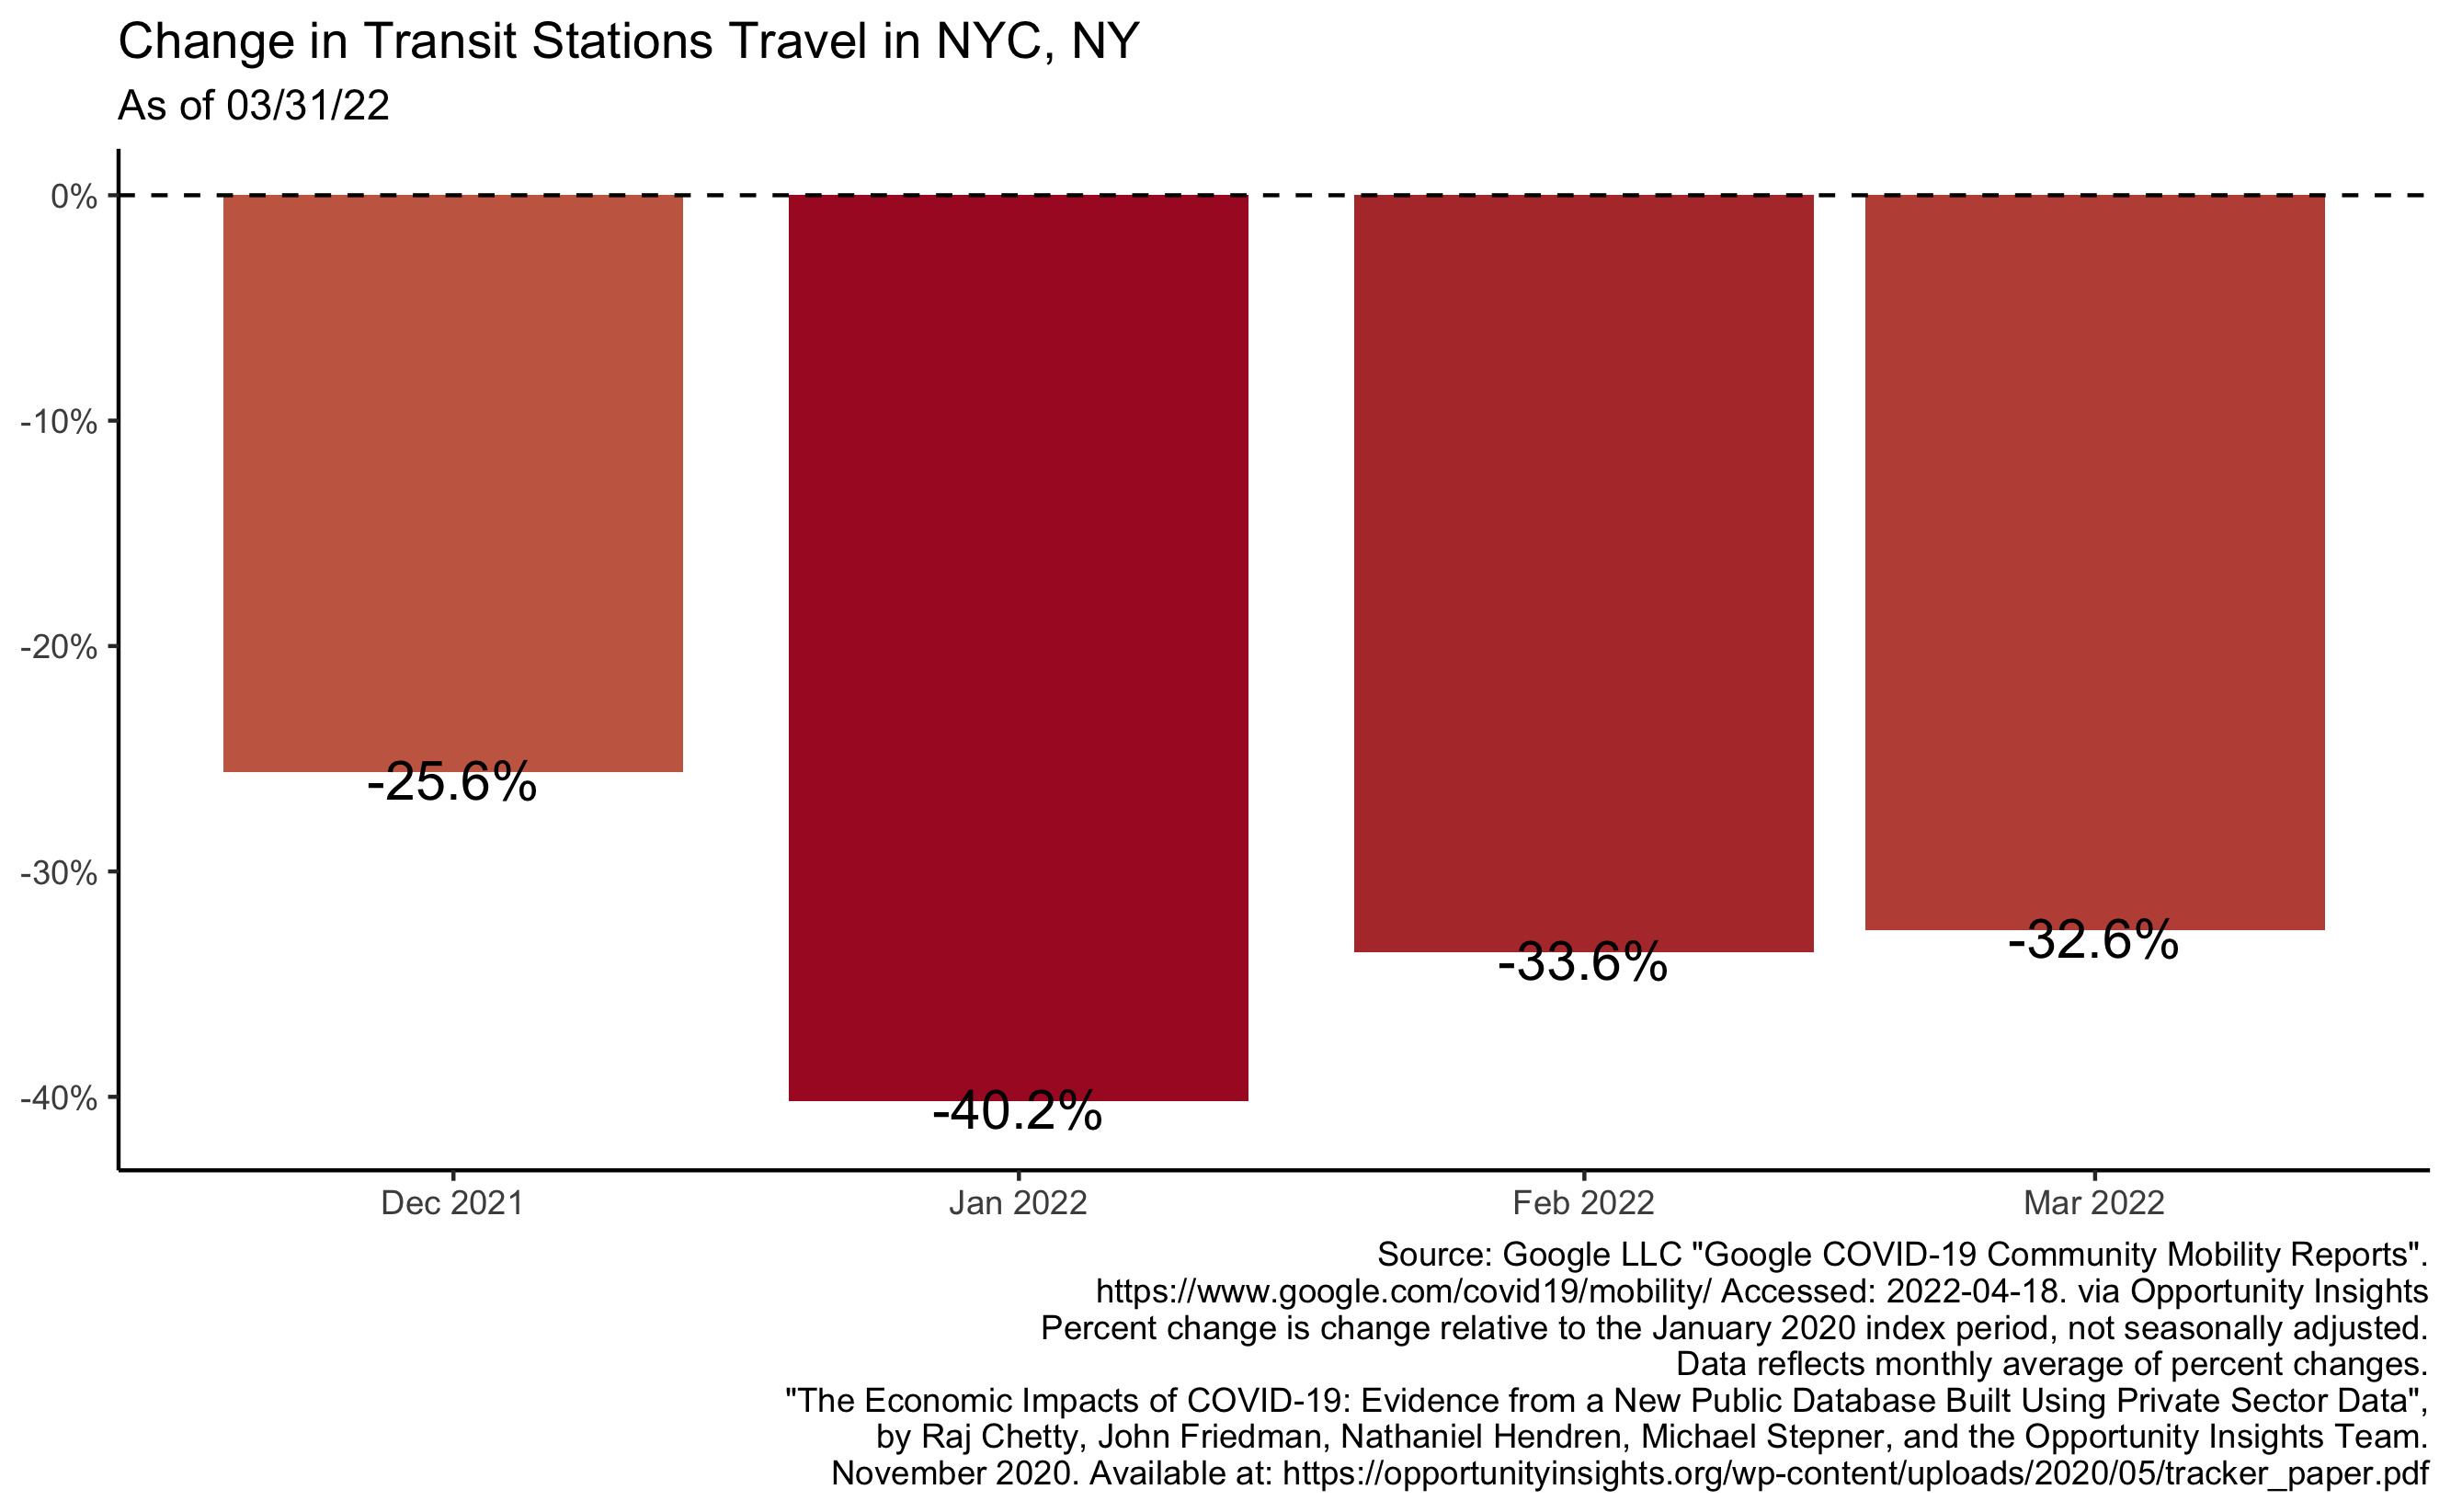 Change in Transit Stations Travel in NYC, NY
As of 03/31/22
0%
-10%
-20%
-30%
-40%
-25.6%
-40.2%
-33.6%
-32.6%
Dec 2021
Jan 2022
Feb 2022
Mar 2022
Source: Google LLC "Google COVID-19 Community Mobility Reports".
https://www.google.com/covid19/mobility/ Accessed: 2022-04-18. via Opportunity Insights
Percent change is change relative to the January 2020 index period, not seasonally adjusted.
Data reflects monthly average of percent changes.
"The Economic Impacts of COVID-19: Evidence from a New Public Database Built Using Private Sector Data",
by Raj Chetty, John Friedman, Nathaniel Hendren, Michael Stepner, and the Opportunity Insights Team.
November 2020. Available at: https://opportunityinsights.org/wp-content/uploads/2020/05/tracker_paper.pdf